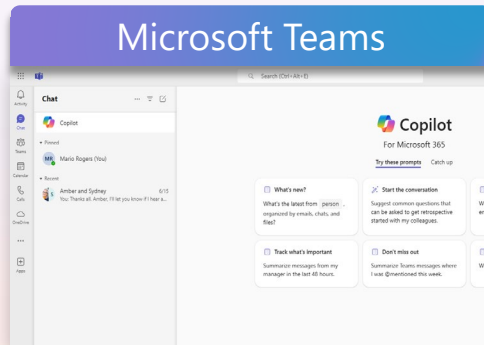 Microsoft Teams
Search (Ctrl+Alt+E)
Activity
Chat
Teams
Calendar
Calls
OneDrive
Apps
Chat
Copilot
Pinned
Mario Rogers (You)
MR
Recent
Amber and Sydney 6/15
You: Thanks all. Amber, I'll let you know if I hear a...
Copilot
For Microsoft 365
Try these prompts Catch up
What's new?
What's the latest from person ,
organized by emails, chats, and
files?
Start the conversation
Suggest common questions that
can be asked to get retrospective
started with my colleagues.
Track what's important
Summarize messages from my
manager in the last 48 hours.
Don't miss out
Summarize Teams messages where
I was @mentioned this week.